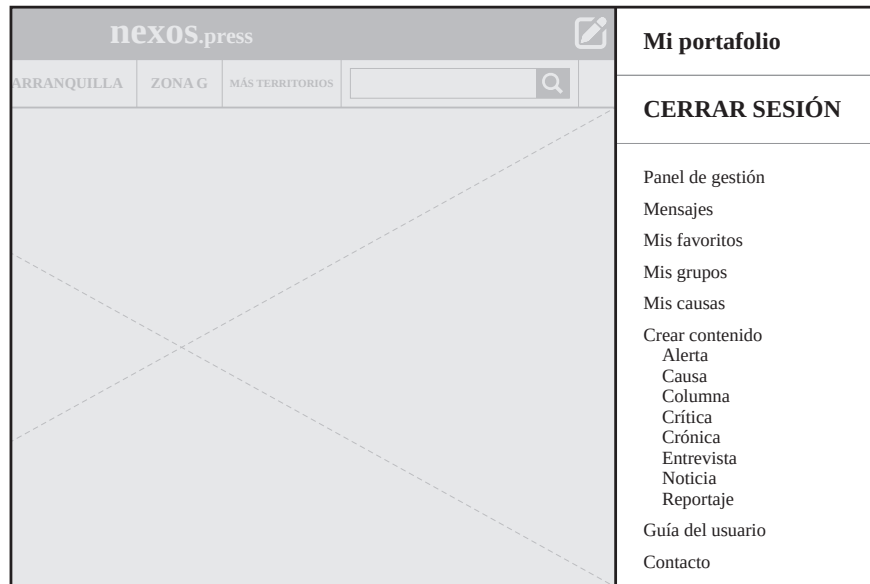 nexos.press
ARRANQUILLA
ZONA G
MÁS TERRITORIOS
Mi portafolio
CERRAR SESIÓN
Panel de gestión
Mensajes
Mis favoritos
Mis grupos
Mis causas
Crear contenido
Alerta
Causa
Columna
Crítica
Crónica
Entrevista
Noticia
Reportaje
Guía del usuario
Contacto